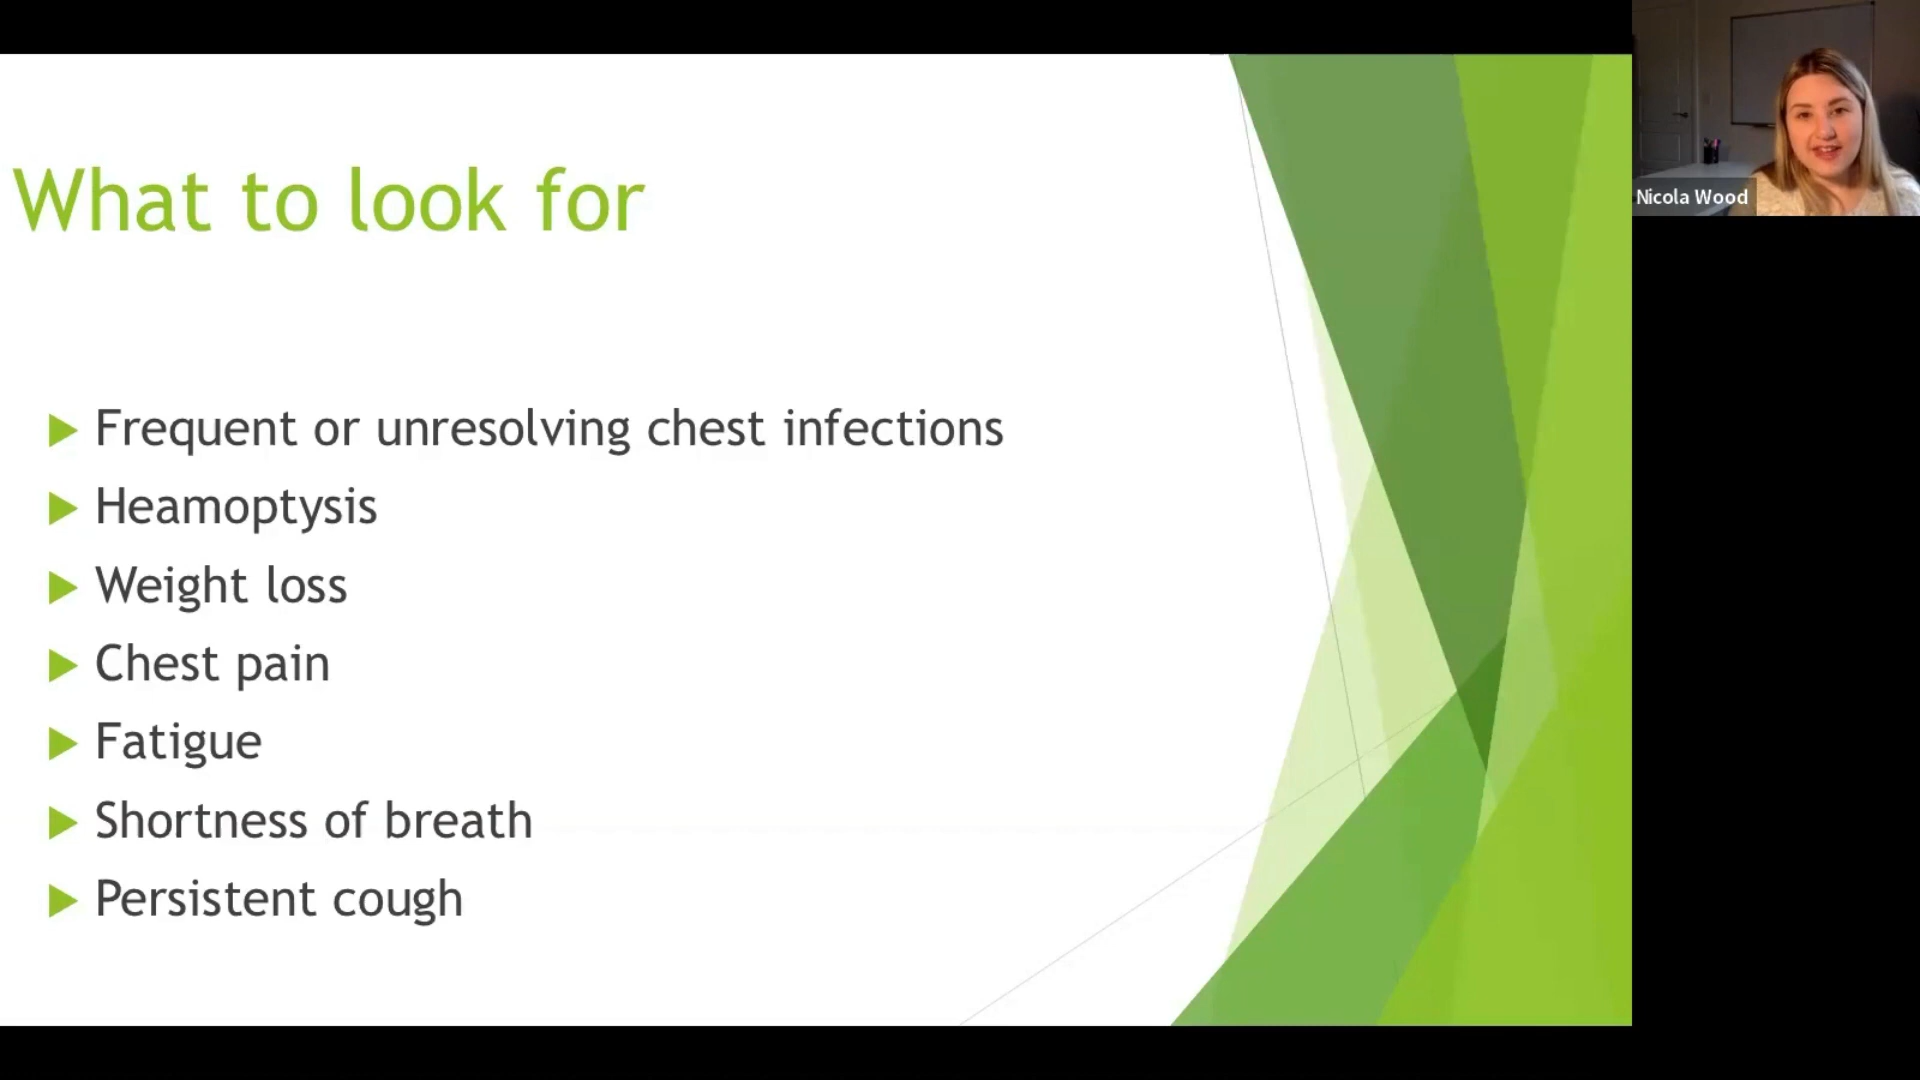 What to look for
Frequent or unresolving chest infections
Heamoptysis
Weight loss
Chest pain
Fatigue
Shortness of breath
Persistent cough
Nicola Wood